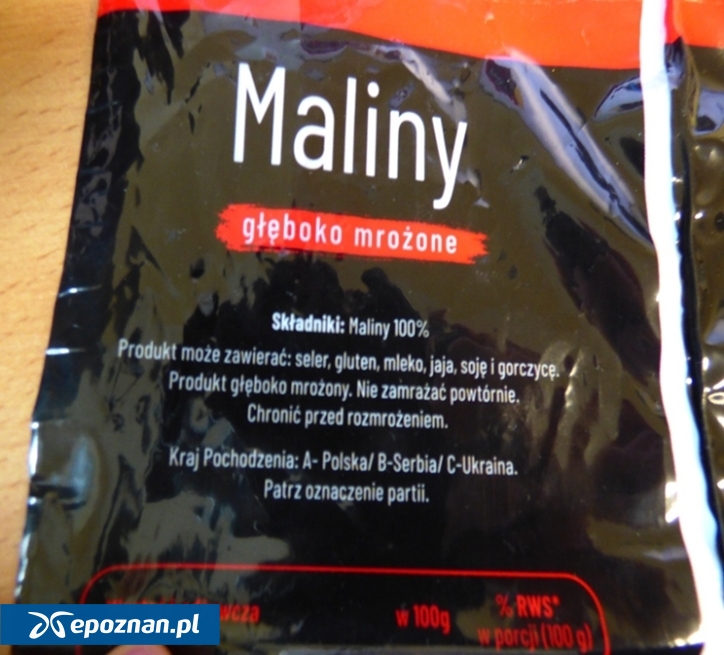 Maliny
głęboko mrożone
Składniki: Maliny 100%
Produkt może zawierać: seler, gluten, mleko, jaja, soję i gorczycę.
Produkt głęboko mrożony. Nie zamrażać powtórnie.
Chronić przed rozmrożeniem.
Kraj Pochodzenia: A- Polska/ B-Serbia/ C-Ukraina.
Patrz oznaczenie partii.
w 100g
% RWS*
w porcji (100 g)
epoznan.pl